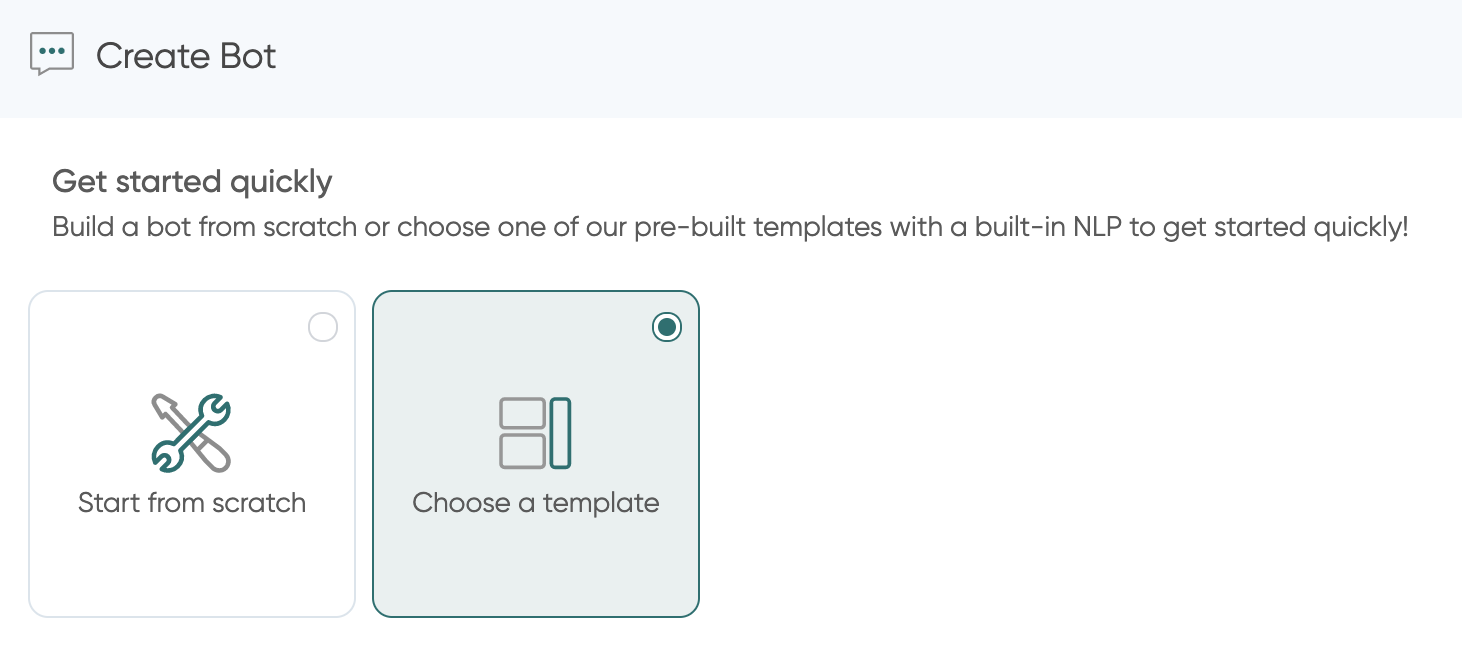 Create Bot
Get started quickly
Build a bot from scratch or choose one of our pre-built templates with a built-in NLP to get started quickly!
Start from scratch
Choose a template